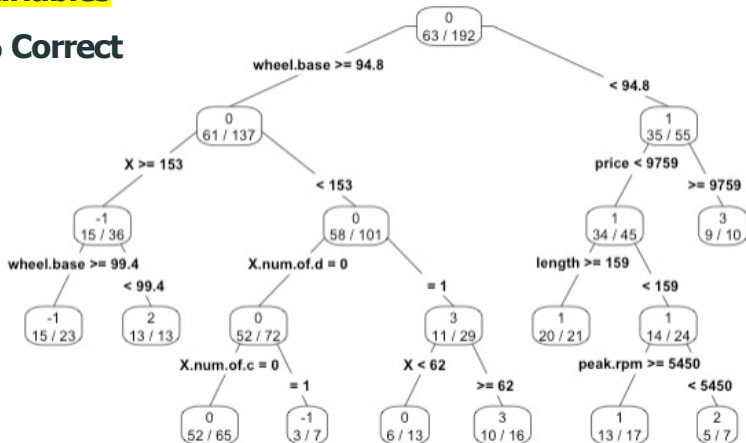 0
63 / 192
Correct
wheel.base >= 94.8
< 94.8
0
61 / 137
1
35 / 55
X >= 153
< 153
price < 9759
>= 9759
-1
15 / 36
0
58 / 101
1
34 / 45
3
9 / 10
wheel.base >= 99.4
< 99.4
X.num.of.d = 0
= 1
length >= 159
< 159
-1
15 / 23
2
13 / 13
0
52 / 72
3
11 / 29
1
20 / 21
1
14 / 24
X.num.of.c = 0
= 1
X < 62
>= 62
peak.rpm >= 5450
< 5450
0
52 / 65
-1
3 / 7
0
6 / 13
3
10 / 16
1
13 / 17
2
5 / 7